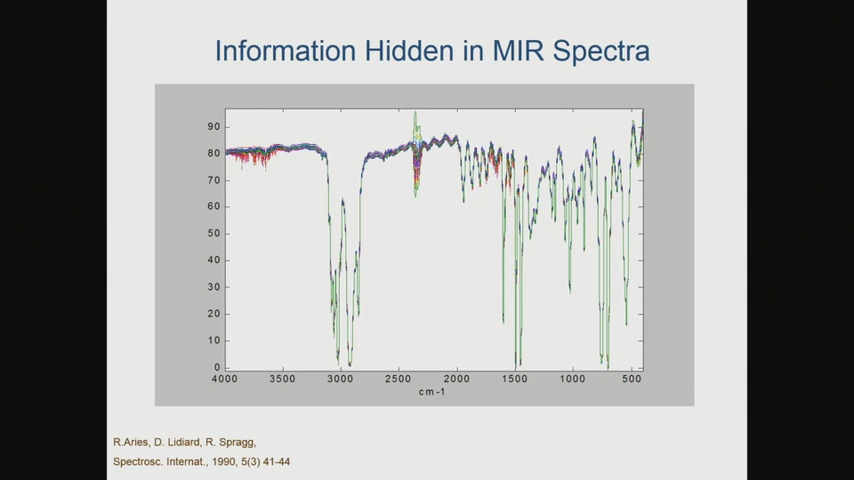 Information Hidden in MIR Spectra
90
80
70
60
50
40
30
20
10
0
4000 3500 3000 2500 2000 1500 1000 500
cm-1
R.Aries, D. Lidiard, R. Spragg,
Spectrosc. Internat., 1990, 5(3) 41-44